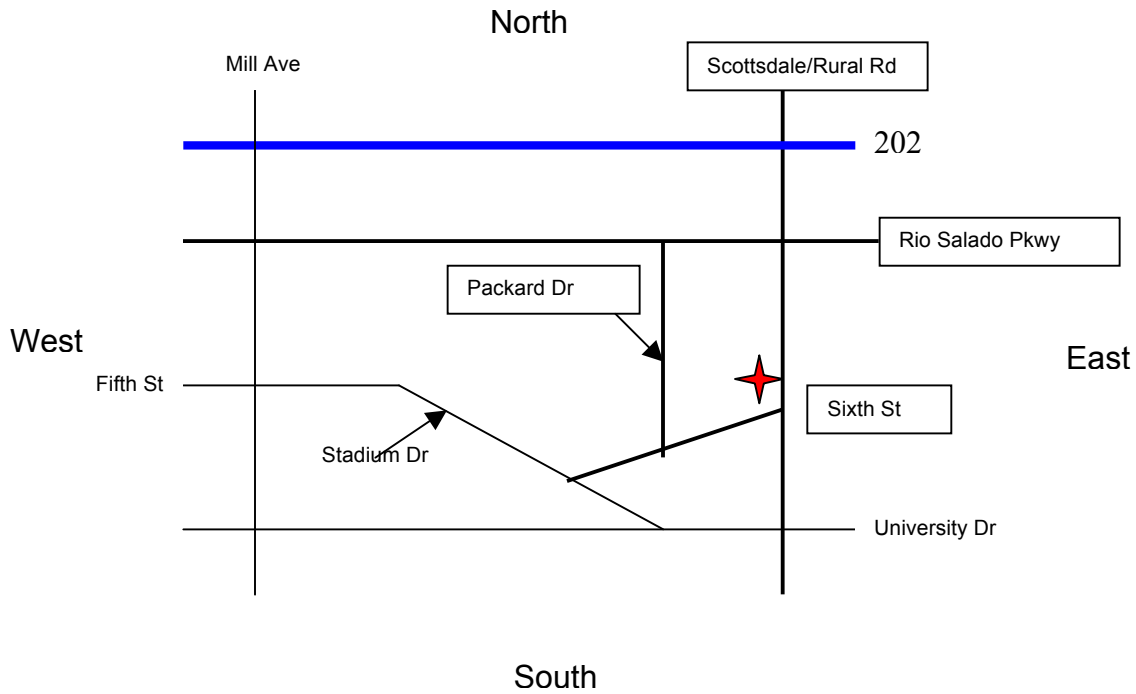 North
Mill Ave
Scottsdale/Rural Rd
202
Rio Salado Pkwy
Packard Dr
West
East
Fifth St
Sixth St
Stadium Dr
University Dr
South